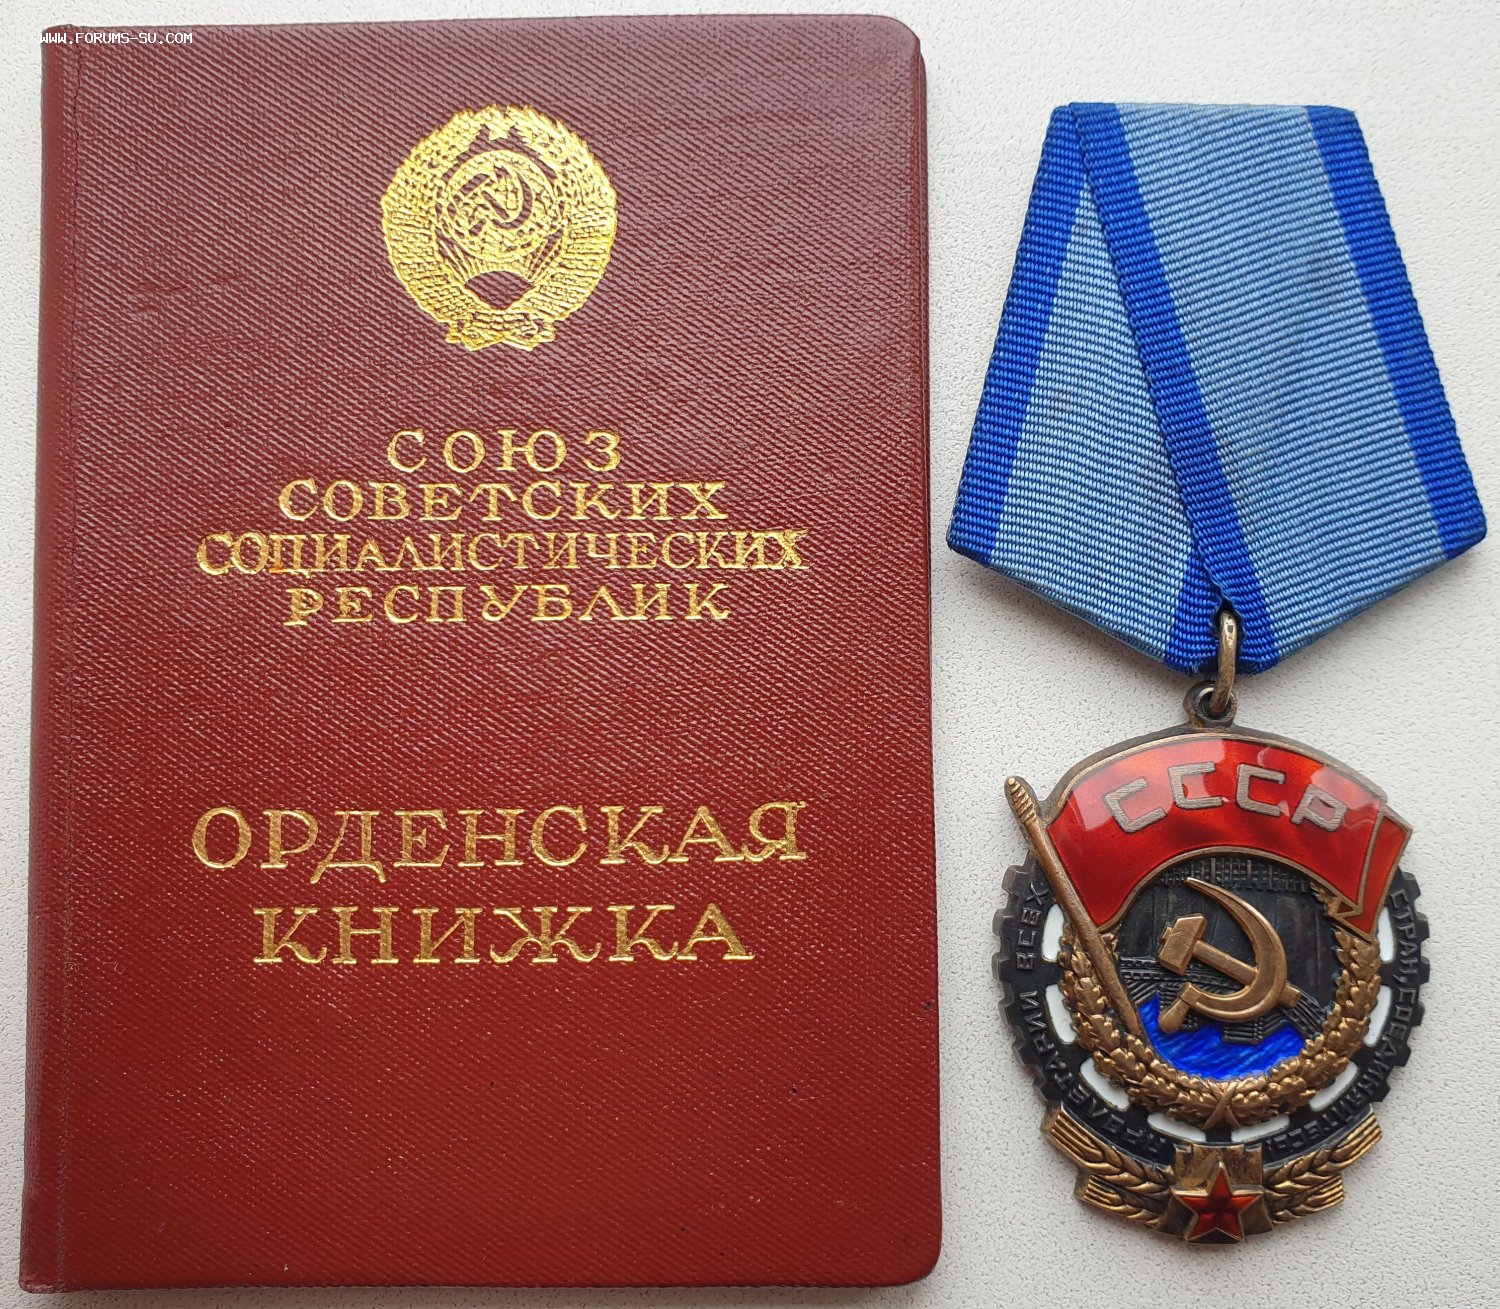 www.forums-su.com
СОЮЗ
СОВЕТСКИХ
СОЦИАЛИСТИЧЕСКИХ
РЕСПУБЛИК
ОРДЕНСКАЯ
КНИЖКА
СССР
ПРОЛЕТАРИИ ВСЕХ СТРАН, СОЕДИНЯЙТЕСЬ!